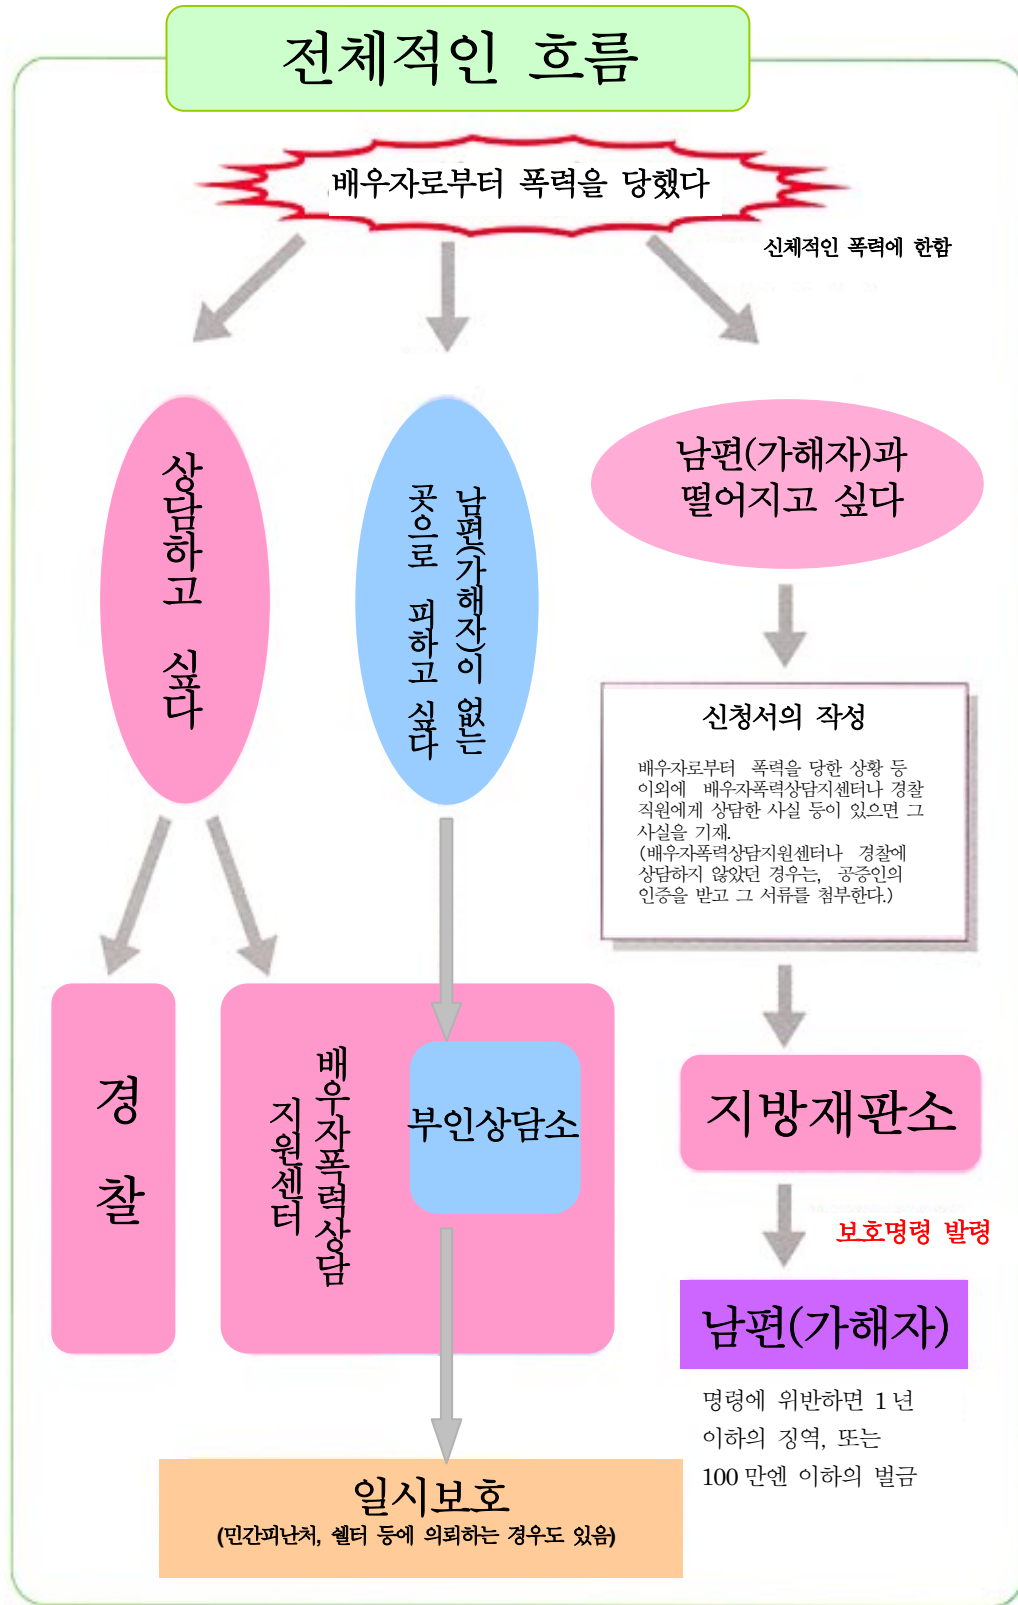 전체적인 흐름
배우자로부터 폭력을 당했다
신체적인 폭력에 한함
상담하고 싶다
남편(가해자)이 없는
곳으로 피하고 싶다
남편(가해자)과
떨어지고 싶다
신청서의 작성
배우자로부터 폭력을 당한 상황 등
이외에 배우자폭력상담지센터나 경찰
직원에게 상담한 사실 등이 있으면 그
사실을 기재.
(배우자폭력상담지원센터나 경찰에
상담하지 않았던 경우는, 공증인의
인증을 받고 그 서류를 첨부한다.)
경찰
배우자폭력상담
지원센터
부인상담소
지방재판소
보호명령 발령
남편(가해자)
명령에 위반하면 1년
이하의 징역, 또는
100만엔 이하의 벌금
일시보호
(민간피난처, 쉘터 등에 의뢰하는 경우도 있음)